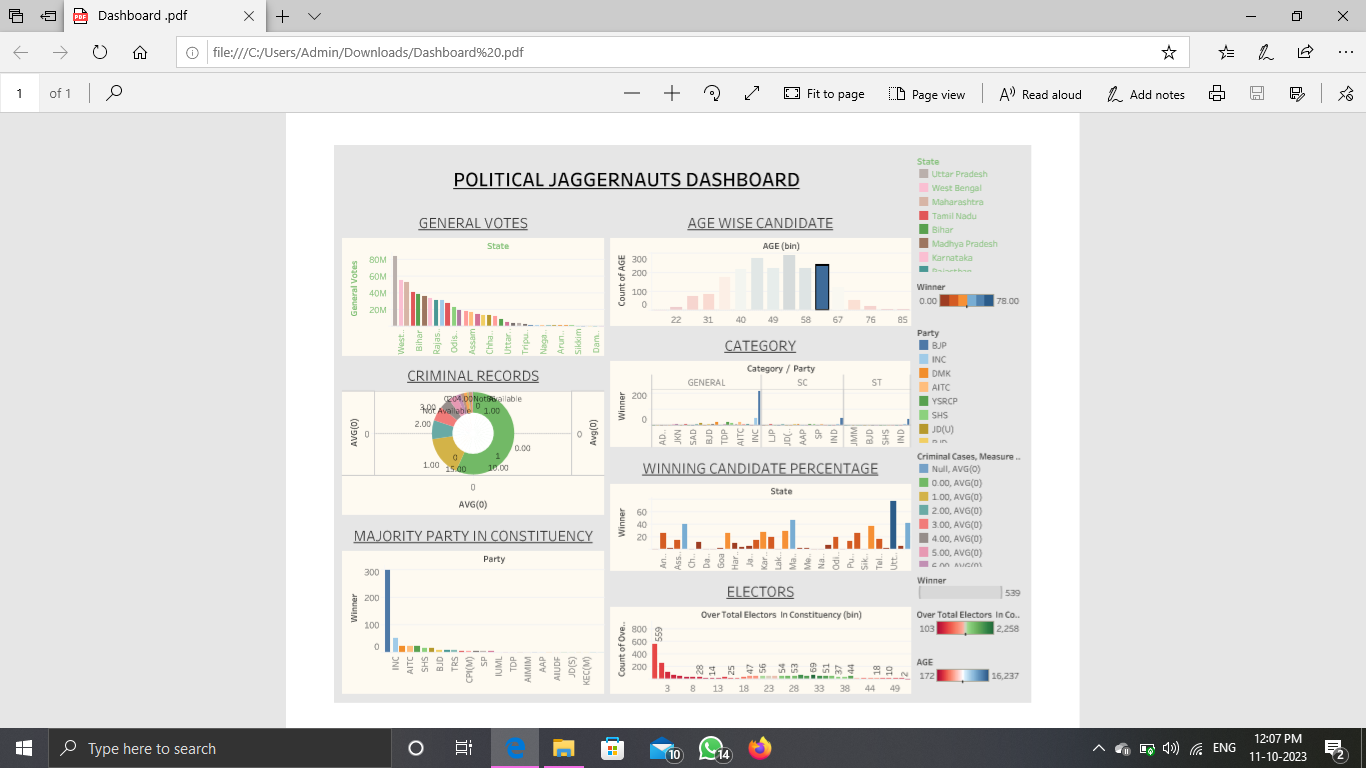 Dashboard .pdf
file:///C:/Users/Admin/Downloads/Dashboard%20.pdf
1 of 1
Fit to page
Page view
Read aloud
Add notes
POLITICAL JAGGERNAUTS DASHBOARD
GENERAL VOTES
State
General Votes
80M
60M
40M
20M
West.. Bihar Rajas.. Odis.. Assam Chha.. Uttar.. Tripu.. Naga.. Arun.. Sikkim Dam..
CRIMINAL RECORDS
AVG(0)
0
3.00
Not Available
2.00
1.00
0
15.00
1
10.00
0.00
0
1.00
0
Avg(0)
0
AVG(0)
MAJORITY PARTY IN CONSTITUENCY
Party
Winner
300
200
100
0
INC AITC SHS BJD TRS CPI(M) SP IUML TDP AIMIM AAP AIUDF JD(S) KEC(M)
AGE WISE CANDIDATE
AGE (bin)
Count of AGE
300
200
100
0
22 31 40 49 58 67 76 85
CATEGORY
Category / Party
GENERAL SC ST
Winner
200
0
AD.. JKN SAD BJD TDP AITC INC LJP JD(.. AAP SP IND JMM BJD SHS IND
WINNING CANDIDATE PERCENTAGE
State
Winner
60
40
20
An.. Ass.. Ch.. Da.. Goa Har.. Ja.. Kar.. Lak.. Ma.. Me.. Na.. Odi.. Pu.. Sik.. Tel.. Utt..
ELECTORS
Over Total Electors In Constituency (bin)
Count of Ove..
800
600
400
200
559 28 14 25 47 56 54 53 69 51 37 44 18 10 2
3 8 13 18 23 28 33 38 44 49
State
Uttar Pradesh
West Bengal
Maharashtra
Tamil Nadu
Bihar
Madhya Pradesh
Karnataka
Rajasthan
Winner
0.00 78.00
Party
BJP
INC
DMK
AITC
YSRCP
SHS
JD(U)
BJD
Criminal Cases, Measure ..
Null, AVG(0)
0.00, AVG(0)
1.00, AVG(0)
2.00, AVG(0)
3.00, AVG(0)
4.00, AVG(0)
5.00, AVG(0)
6.00, AVG(0)
Winner
539
Over Total Electors In Co..
103 2,258
AGE
172 16,237
Type here to search
10
14
ENG
12:07 PM
11-10-2023
2